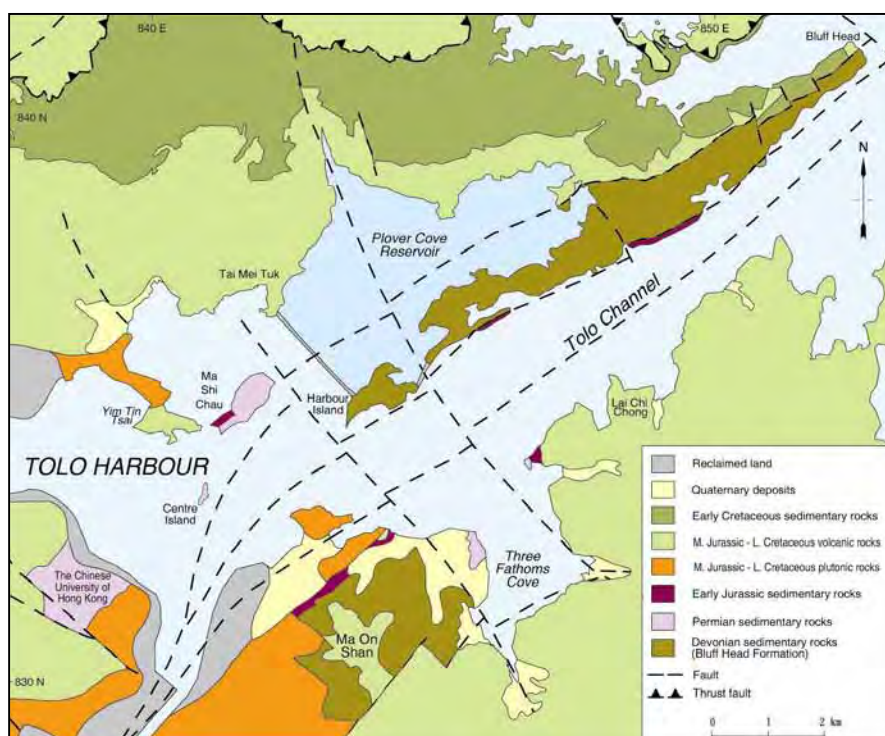 840 E
850 E
Bluff Head
840 N
N
Plover Cove
Reservoir
Tai Mei Tuk
Tolo Channel
Ma
Shi
Chau
Harbour
Island
Yim Tin
Tsai
Lai Chi
Chong
TOLO HARBOUR
Centre
Island
Three
Fathoms
Cove
The Chinese
University of
Hong Kong
Ma On
Shan
830 N
Reclaimed land
Quaternary deposits
Early Cretaceous sedimentary rocks
M. Jurassic - L. Cretaceous volcanic rocks
M. Jurassic - L. Cretaceous plutonic rocks
Early Jurassic sedimentary rocks
Permian sedimentary rocks
Devonian sedimentary rocks
(Bluff Head Formation)
Fault
Thrust fault
0 1 2 km